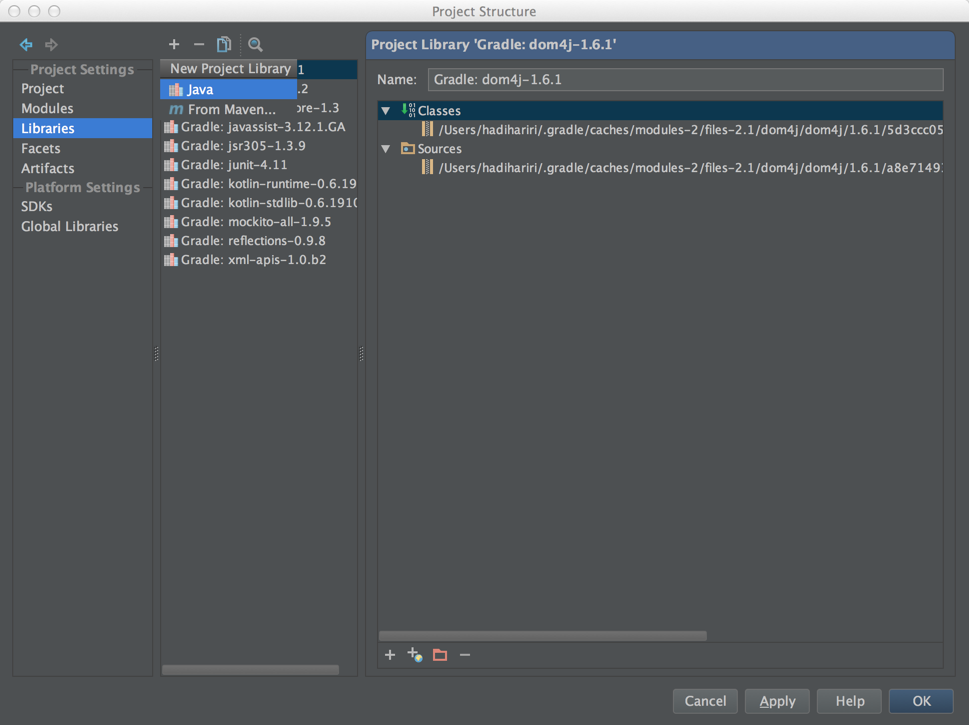 Project Structure
Project Settings
Project
Modules
Libraries
Facets
Artifacts
Platform Settings
SDKs
Global Libraries
New Project Library
1
Java
.2
From Maven...
ore-1.3
Gradle: javassist-3.12.1.GA
Gradle: jsr305-1.3.9
Gradle: junit-4.11
Gradle: kotlin-runtime-0.6.19
Gradle: kotlin-stdlib-0.6.1910
Gradle: mockito-all-1.9.5
Gradle: reflections-0.9.8
Gradle: xml-apis-1.0.b2
Project Library 'Gradle: dom4j-1.6.1'
Name: Gradle: dom4j-1.6.1
Classes
/Users/hadihariri/.gradle/caches/modules-2/files-2.1/dom4j/dom4j/1.6.1/5d3ccc05
Sources
/Users/hadihariri/.gradle/caches/modules-2/files-2.1/dom4j/dom4j/1.6.1/a8e71491
Cancel
Apply
Help
OK